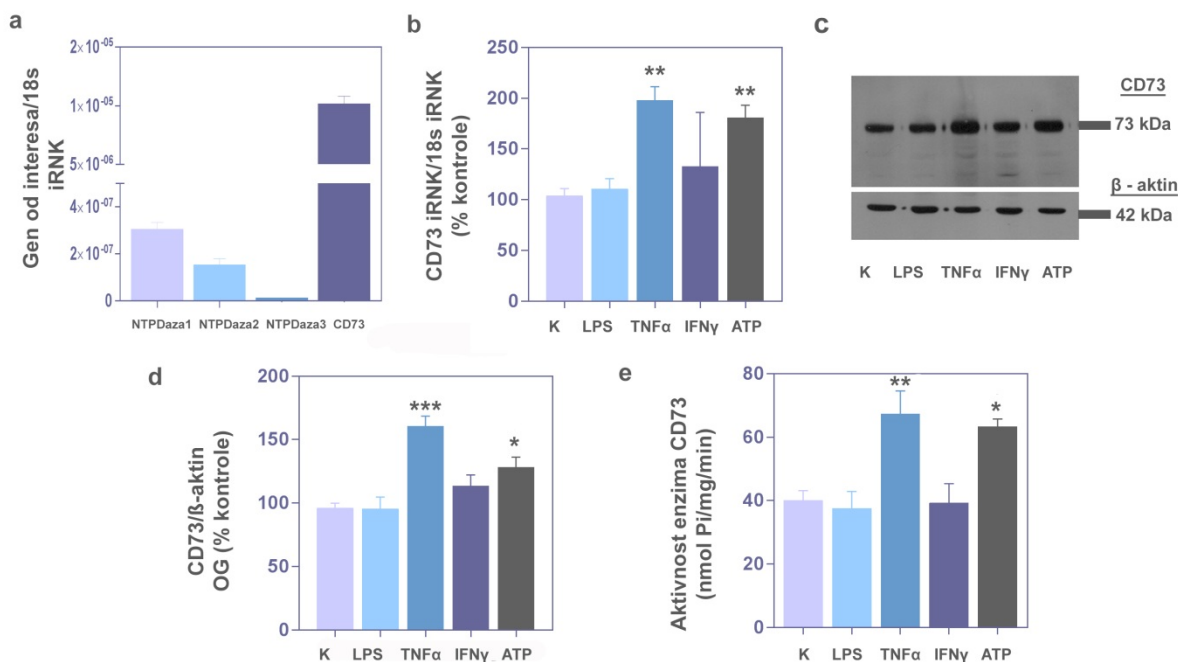 a
Gen od interesa/18s
iRNK
2×10⁻⁰⁵
1×10⁻⁰⁵
5×10⁻⁰⁶
4×10⁻⁰⁷
2×10⁻⁰⁷
0
NTPDaza1 NTPDaza2 NTPDaza3 CD73
b
CD73 iRNK/18s iRNK
(% kontrole)
250
200
150
100
50
0
** **
K LPS TNFα IFNγ ATP
c
CD73
73 kDa
β - aktin
42 kDa
K LPS TNFα IFNγ ATP
d
CD73/ß-aktin
OG (% kontrole)
200
150
100
50
0
*** *
K LPS TNFα IFNγ ATP
e
Aktivnost enzima CD73
(nmol Pi/mg/min)
80
60
40
20
0
** *
K LPS TNFα IFNγ ATP